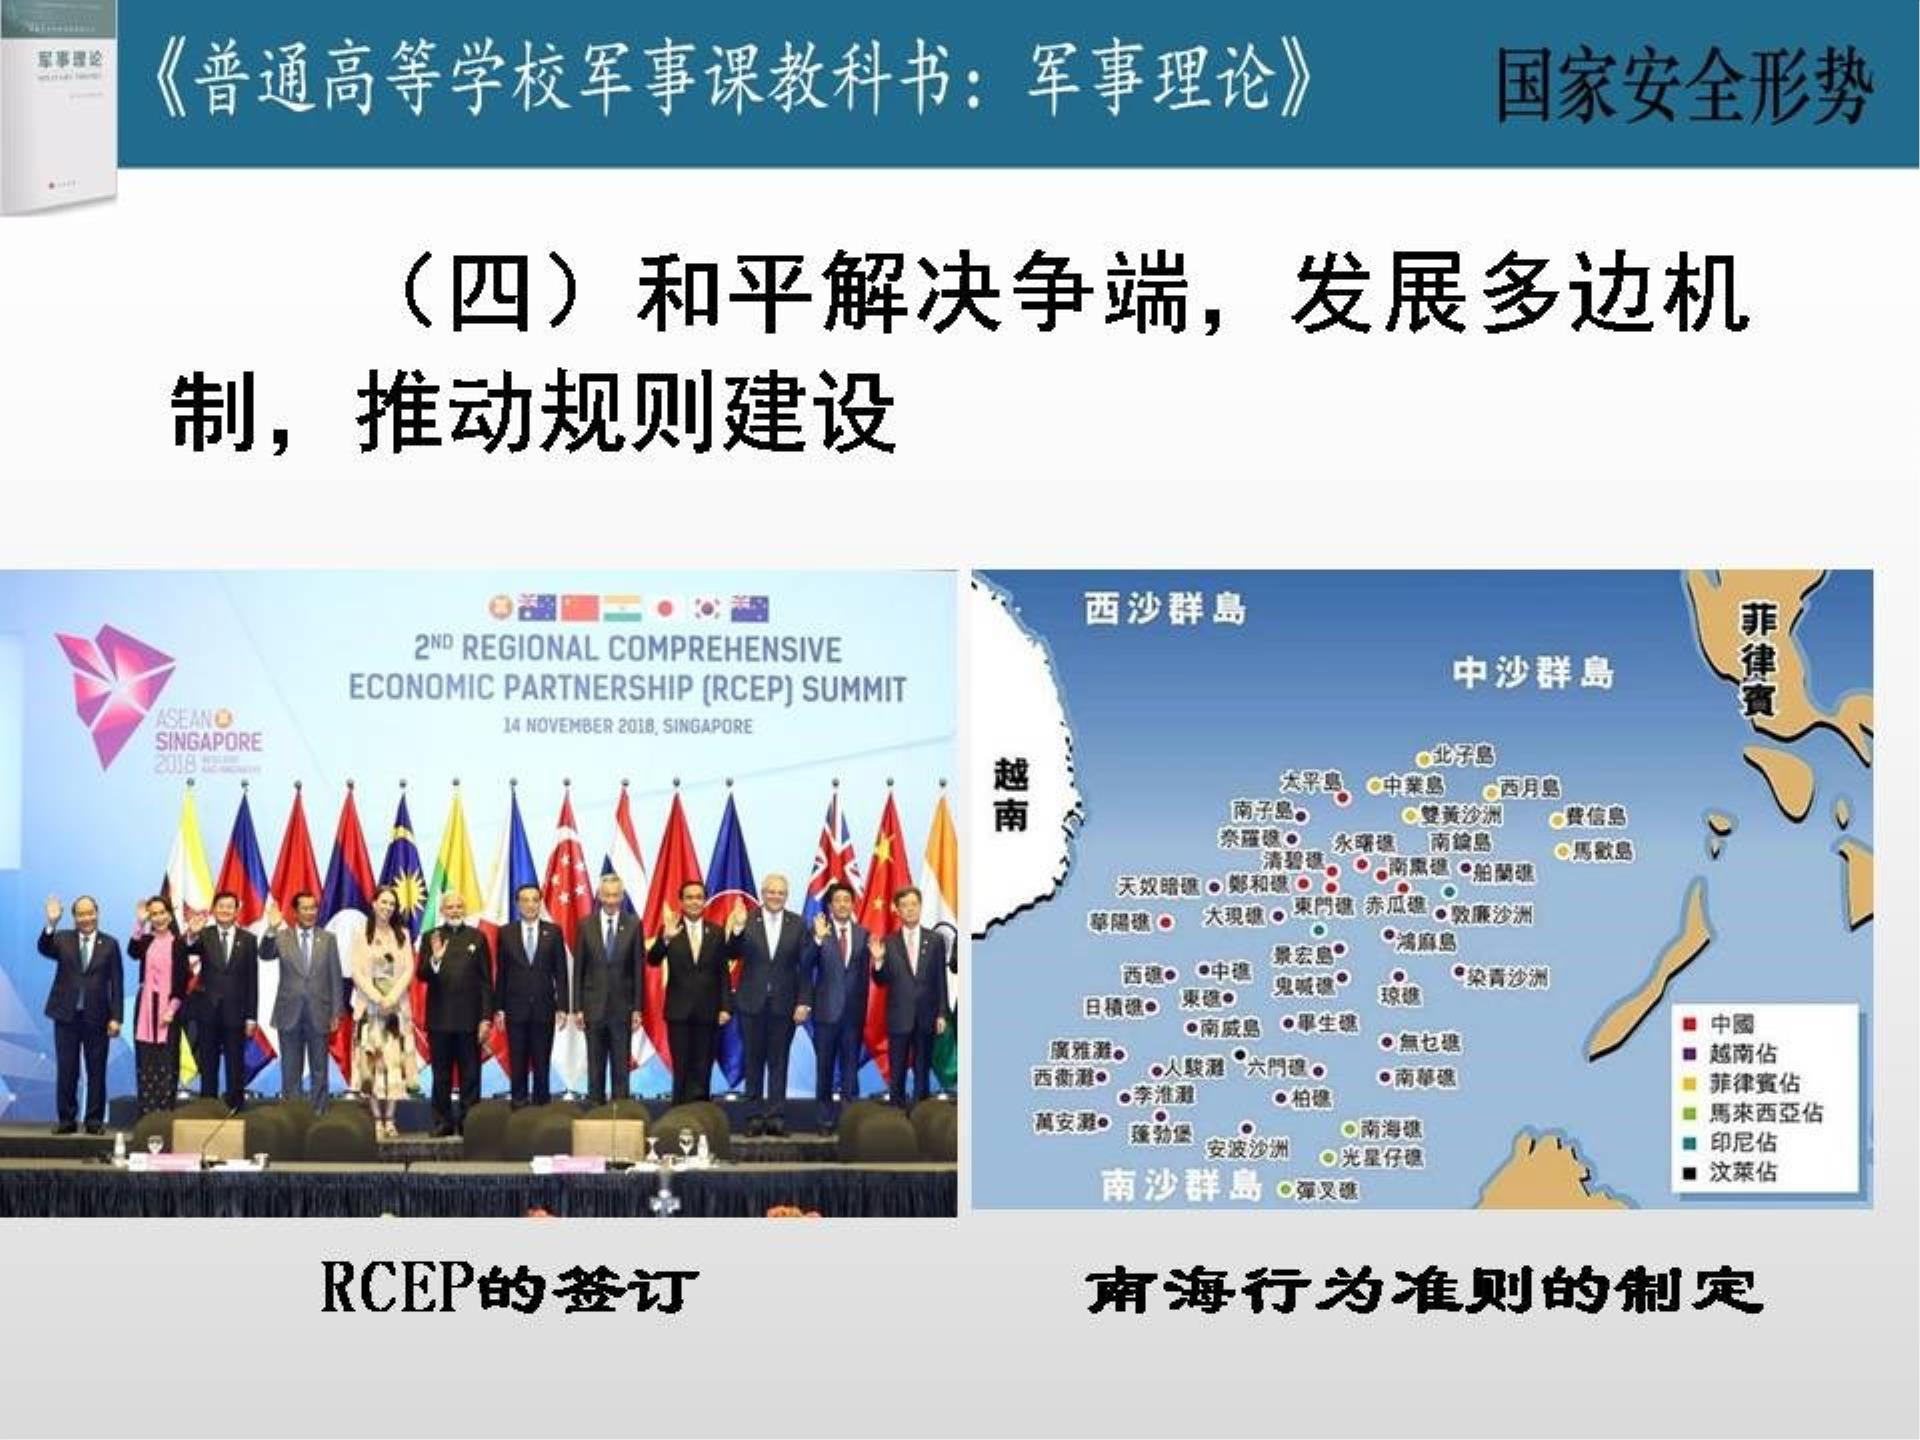 军事理论
《普通高等学校军事课教科书：军事理论》
国家安全形势
（四）和平解决争端，发展多边机
制，推动规则建设
2ND REGIONAL COMPREHENSIVE
ECONOMIC PARTNERSHIP (RCEP) SUMMIT
14 NOVEMBER 2018, SINGAPORE
ASEAN
SINGAPORE
2018
西沙群島
中沙群島
菲律賓
越南
北子島
太平島
中業島
西月島
南子島
雙黃沙洲
費信島
奈羅礁
永曙礁
南鑰島
馬歡島
清碧礁
南熏礁
舶蘭礁
天奴暗礁
鄭和礁
華陽礁
大現礁
東門礁
赤瓜礁
敦廉沙洲
鴻庥島
景宏島
西礁
中礁
鬼喊礁
琼礁
染青沙洲
日積礁
東礁
南威島
畢生礁
無乜礁
廣雅灘
人駿灘
六門礁
西衛灘
南華礁
李淮灘
柏礁
萬安灘
蓬勃堡
安波沙洲
南海礁
光星仔礁
南沙群島
彈叉礁
中國
越南佔
菲律賓佔
馬來西亞佔
印尼佔
汶萊佔
RCEP的签订
南海行为准则的制定